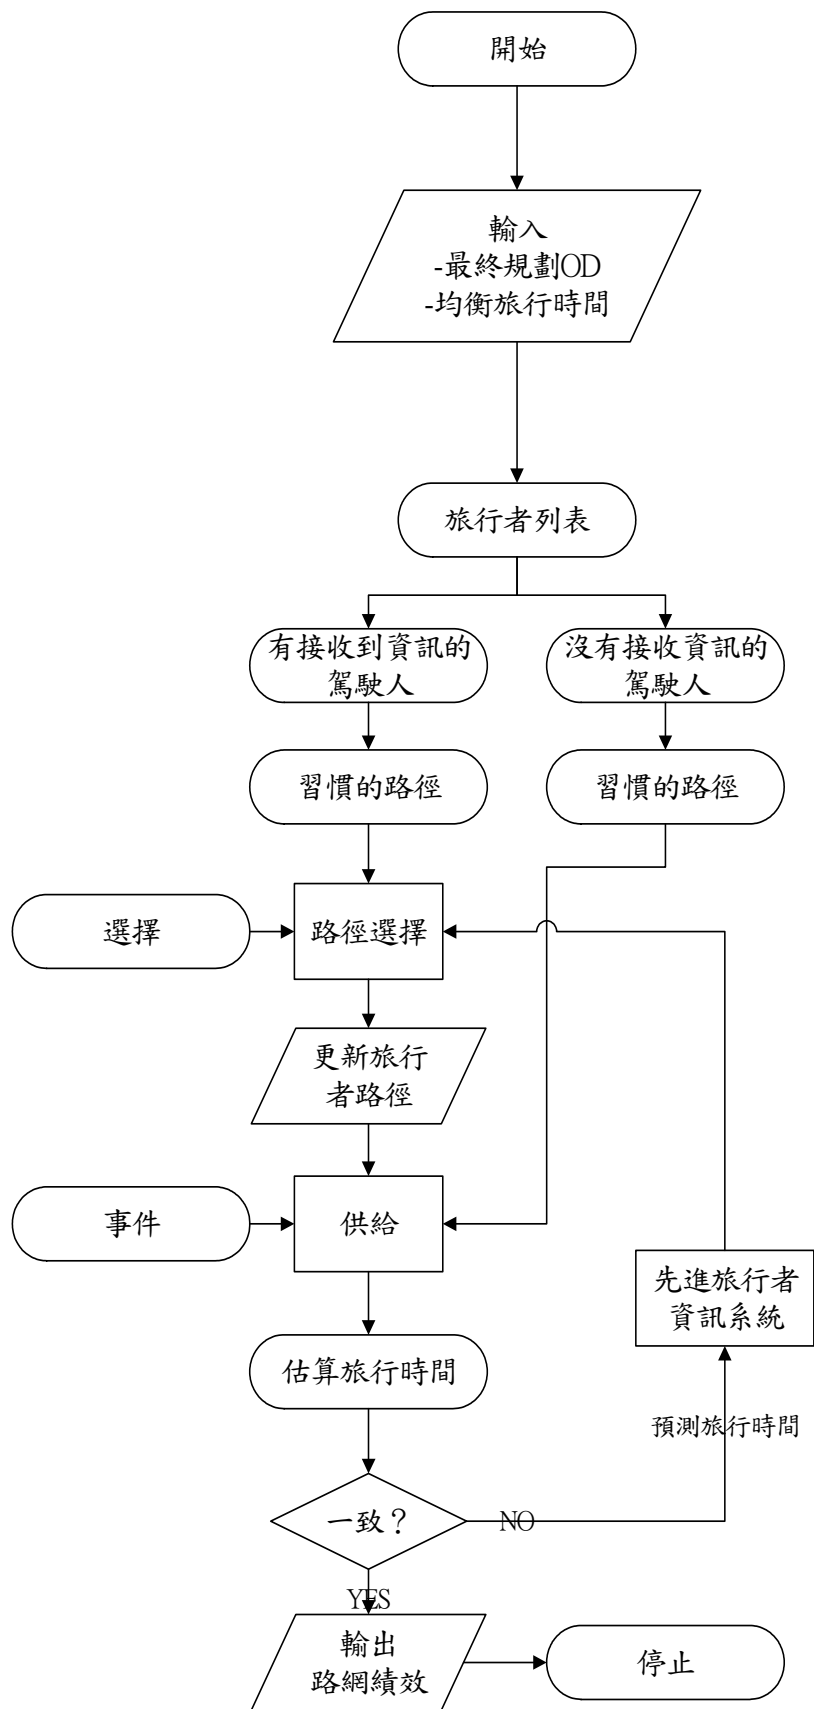 開始
輸入
-最終規劃OD
-均衡旅行時間
旅行者列表
有接收到資訊的
駕駛人
沒有接收資訊的
駕駛人
習慣的路徑
習慣的路徑
選擇
路徑選擇
更新旅行
者路徑
事件
供給
先進旅行者
資訊系統
估算旅行時間
預測旅行時間
一致？
NO
YES
輸出
路網績效
停止